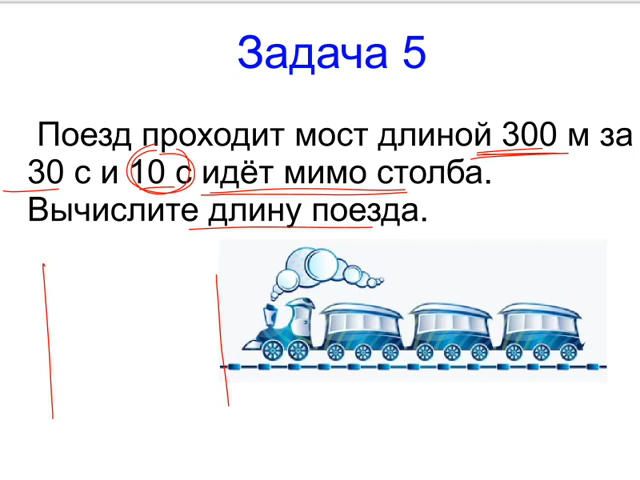 Задача 5
Поезд проходит мост длиной 300 м за
30 с и 10 с идёт мимо столба.
Вычислите длину поезда.